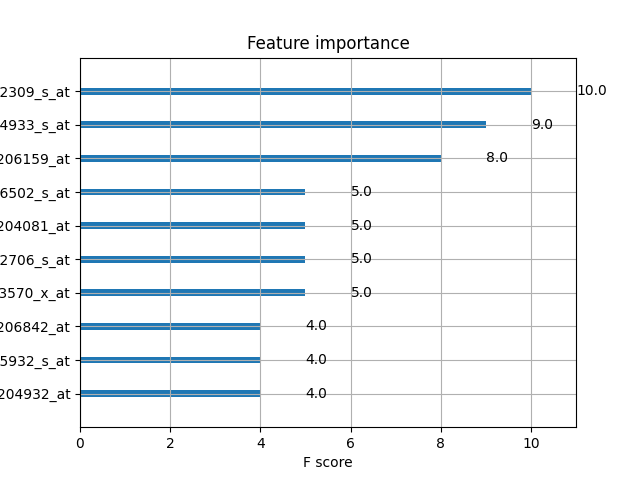 Feature importance
2309_s_at 10.0
4933_s_at 9.0
206159_at 8.0
6502_s_at 5.0
204081_at 5.0
2706_s_at 5.0
3570_x_at 5.0
206842_at 4.0
5932_s_at 4.0
204932_at 4.0
0 2 4 6 8 10
F score